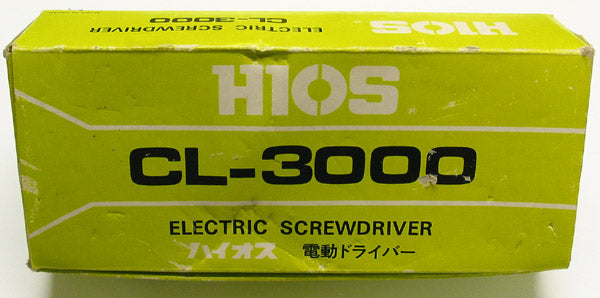 HIOS
CL-3000
ELECTRIC SCREWDRIVER
HIOS
CL-3000
ELECTRIC SCREWDRIVER
ハイオス 電動ドライバー